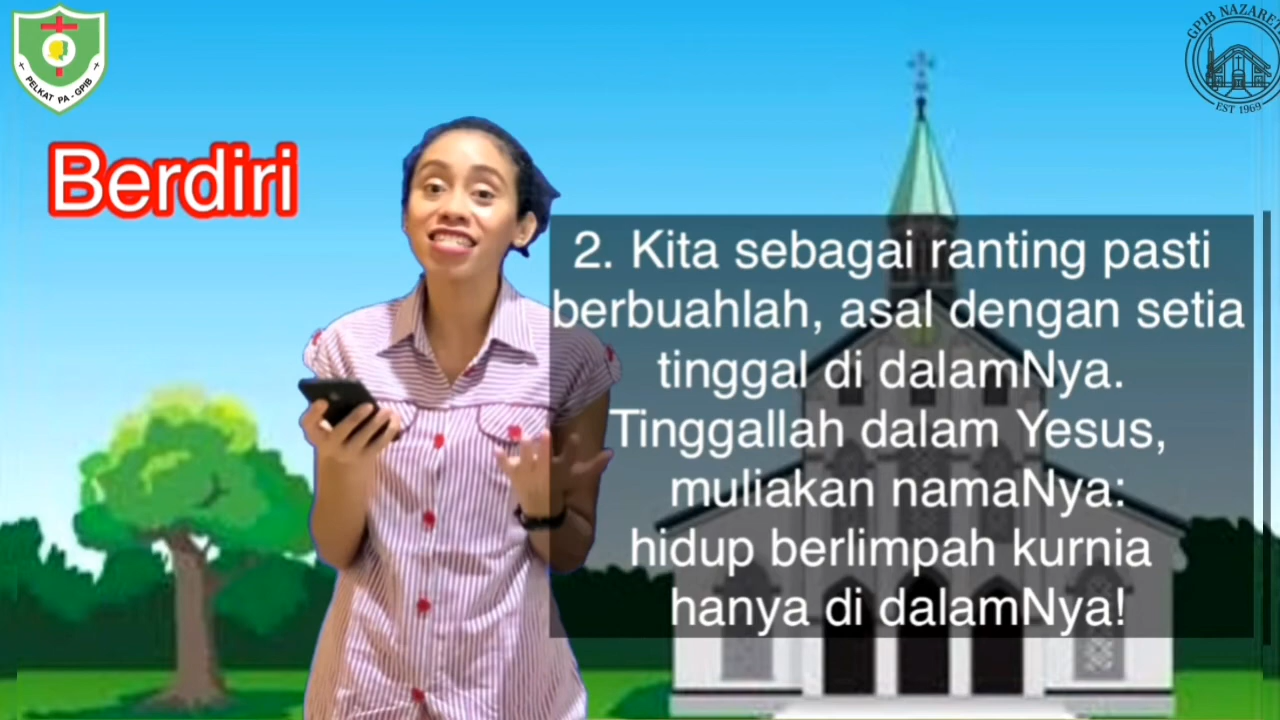 PELKAT PA - GPIB
GPIB NAZARET
EST 1969
Berdiri
2. Kita sebagai ranting pasti
berbuahlah, asal dengan setia
tinggal di dalamNya.
Tinggallah dalam Yesus,
muliakan namaNya:
hidup berlimpah kurnia
hanya di dalamNya!